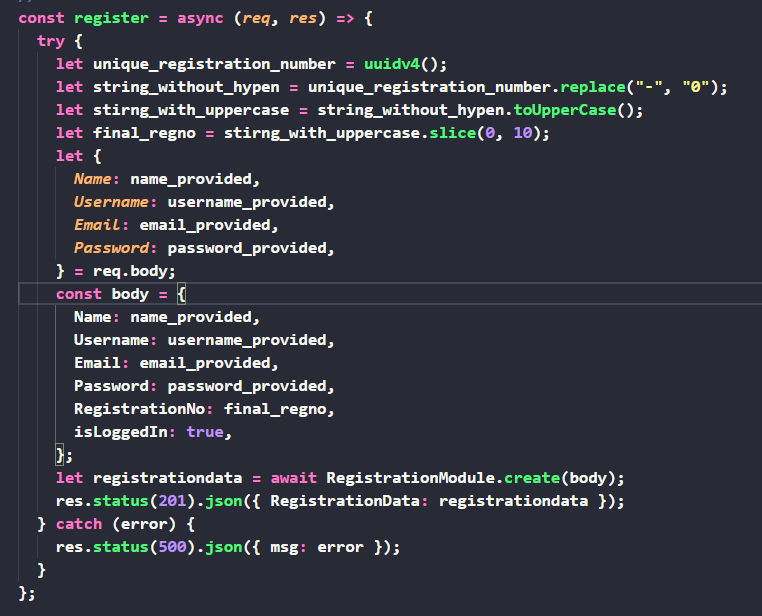 const register = async (req, res) => {
try {
let unique_registration_number = uuidv4();
let string_without_hypen = unique_registration_number.replace("-", "0");
let stirng_with_uppercase = string_without_hypen.toUpperCase();
let final_regno = stirng_with_uppercase.slice(0, 10);
let {
Name: name_provided,
Username: username_provided,
Email: email_provided,
Password: password_provided,
} = req.body;
const body = {
Name: name_provided,
Username: username_provided,
Email: email_provided,
Password: password_provided,
RegistrationNo: final_regno,
isLoggedIn: true,
};
let registrationdata = await RegistrationModule.create(body);
res.status(201).json({ RegistrationData: registrationdata });
} catch (error) {
res.status(500).json({ msg: error });
}
};